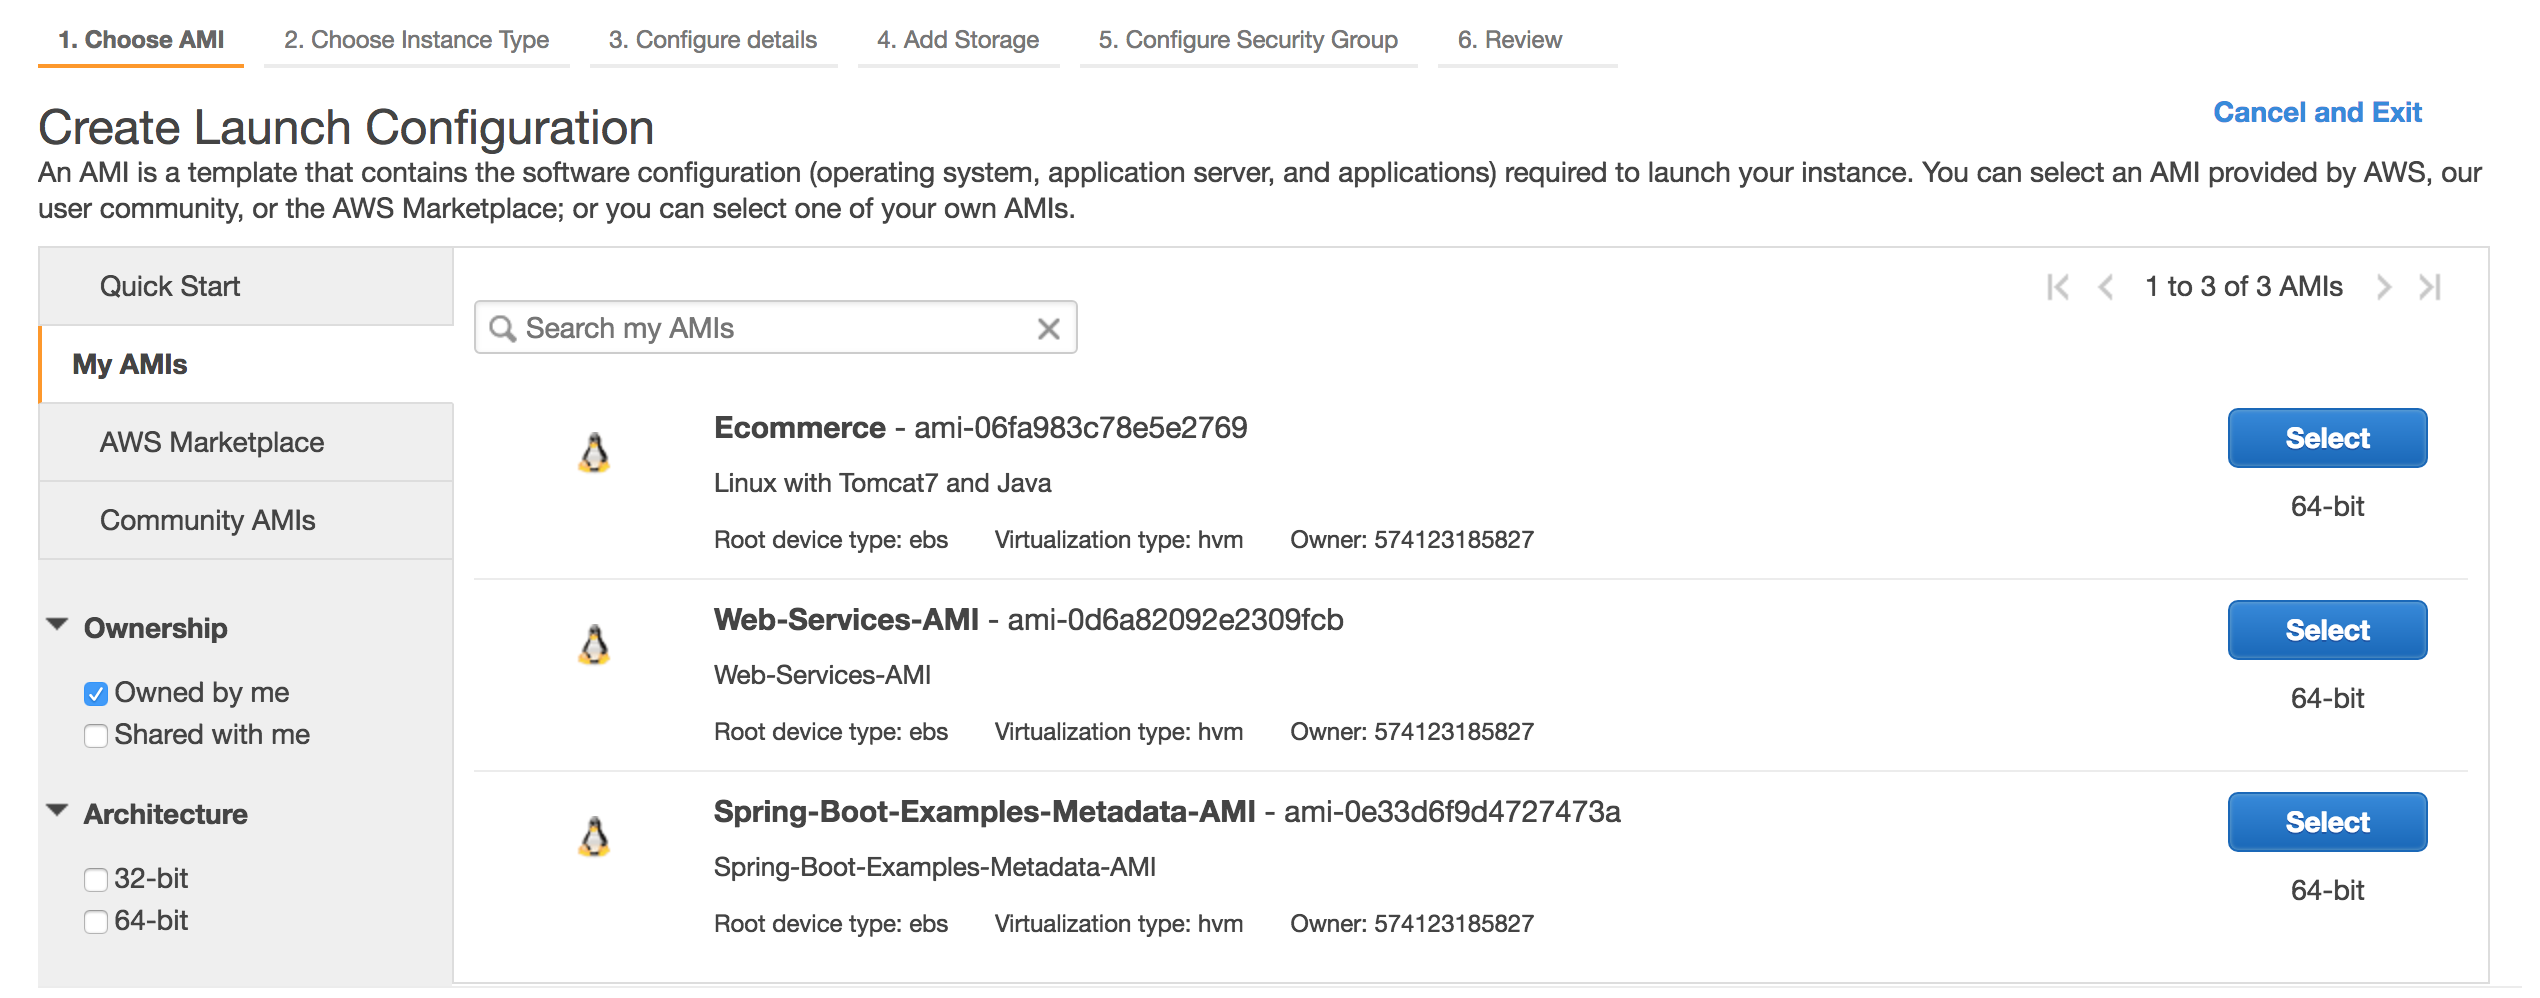 1. Choose AMI 2. Choose Instance Type 3. Configure details 4. Add Storage 5. Configure Security Group 6. Review
Create Launch Configuration
Cancel and Exit
An AMI is a template that contains the software configuration (operating system, application server, and applications) required to launch your instance. You can select an AMI provided by AWS, our
user community, or the AWS Marketplace; or you can select one of your own AMIs.
Quick Start
My AMIs
AWS Marketplace
Community AMIs
Ownership
Owned by me
Shared with me
Architecture
32-bit
64-bit
1 to 3 of 3 AMIs
Search my AMIs
Ecommerce - ami-06fa983c78e5e2769
Linux with Tomcat7 and Java
Root device type: ebs Virtualization type: hvm Owner: 574123185827
Select
64-bit
Web-Services-AMI - ami-0d6a82092e2309fcb
Web-Services-AMI
Root device type: ebs Virtualization type: hvm Owner: 574123185827
Select
64-bit
Spring-Boot-Examples-Metadata-AMI - ami-0e33d6f9d4727473a
Spring-Boot-Examples-Metadata-AMI
Root device type: ebs Virtualization type: hvm Owner: 574123185827
Select
64-bit